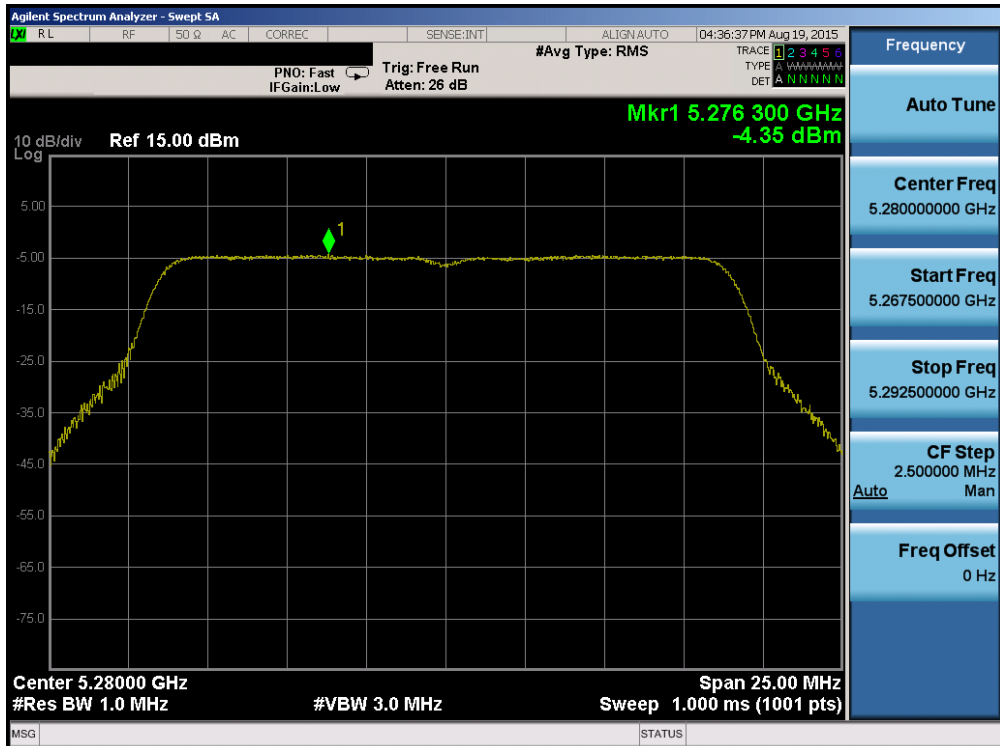 Agilent Spectrum Analyzer - Swept SA
LXI RL RF 50 Ω AC CORREC SENSE:INT ALIGN AUTO 04:36:37 PM Aug 19, 2015
#Avg Type: RMS
TRACE 1 2 3 4 5 6
TYPE A WWWWW
DET A N N N N N
PNO: Fast
IFGain:Low
Trig: Free Run
Atten: 26 dB
Mkr1 5.276 300 GHz
-4.35 dBm
10 dB/div Ref 15.00 dBm
Log
5.00
-5.00
-15.0
-25.0
-35.0
-45.0
-55.0
-65.0
-75.0
1
Center 5.28000 GHz
Span 25.00 MHz
#Res BW 1.0 MHz
#VBW 3.0 MHz
Sweep 1.000 ms (1001 pts)
MSG
STATUS
Frequency
Auto Tune
Center Freq
5.280000000 GHz
Start Freq
5.267500000 GHz
Stop Freq
5.292500000 GHz
CF Step
2.500000 MHz
Auto Man
Freq Offset
0 Hz